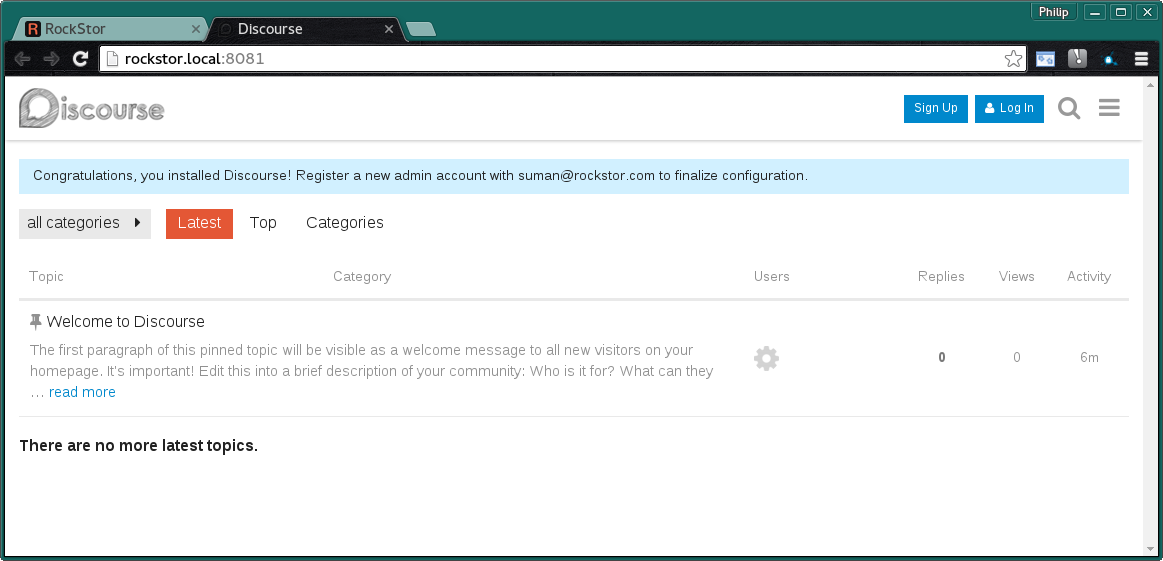 Philip
RockStor
Discourse
rockstor.local:8081
Discourse
Sign Up
Log In
Congratulations, you installed Discourse! Register a new admin account with suman@rockstor.com to finalize configuration.
all categories
Latest
Top
Categories
Topic
Category
Users
Replies
Views
Activity
Welcome to Discourse
The first paragraph of this pinned topic will be visible as a welcome message to all new visitors on your
homepage. It's important! Edit this into a brief description of your community: Who is it for? What can they
... read more
0
0
6m
There are no more latest topics.